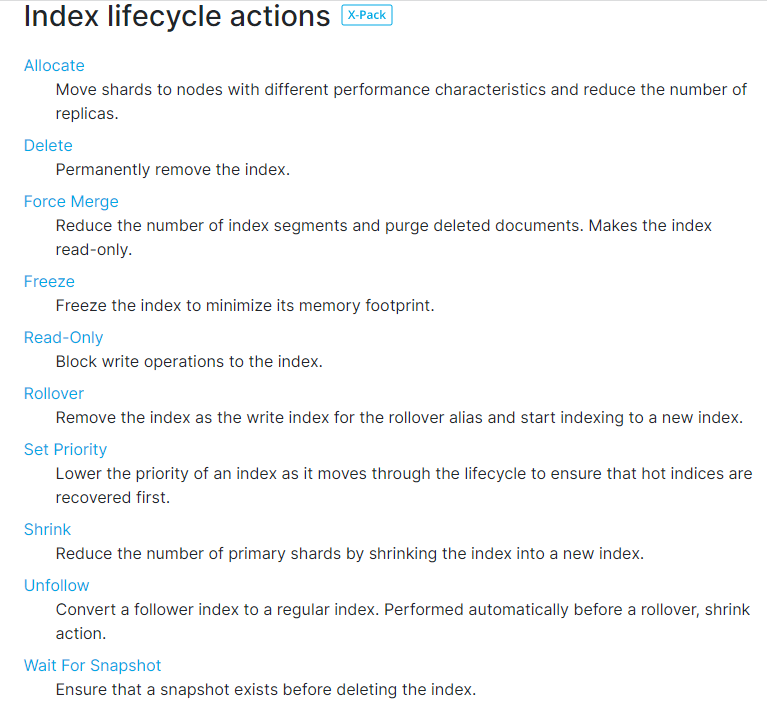 Index lifecycle actions X-Pack
Allocate
Move shards to nodes with different performance characteristics and reduce the number of
replicas.
Delete
Permanently remove the index.
Force Merge
Reduce the number of index segments and purge deleted documents. Makes the index
read-only.
Freeze
Freeze the index to minimize its memory footprint.
Read-Only
Block write operations to the index.
Rollover
Remove the index as the write index for the rollover alias and start indexing to a new index.
Set Priority
Lower the priority of an index as it moves through the lifecycle to ensure that hot indices are
recovered first.
Shrink
Reduce the number of primary shards by shrinking the index into a new index.
Unfollow
Convert a follower index to a regular index. Performed automatically before a rollover, shrink
action.
Wait For Snapshot
Ensure that a snapshot exists before deleting the index.